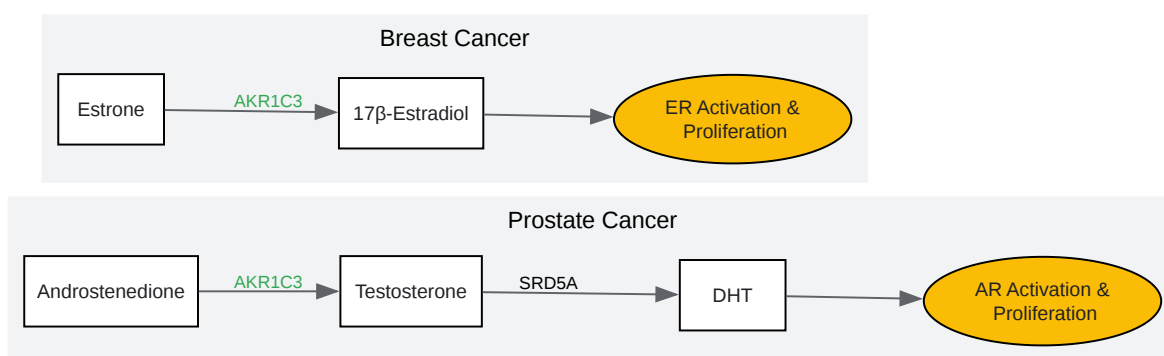 Breast Cancer
Estrone
AKR1C3
17β-Estradiol
ER Activation &
Proliferation
Prostate Cancer
Androstenedione
AKR1C3
Testosterone
SRD5A
DHT
AR Activation &
Proliferation